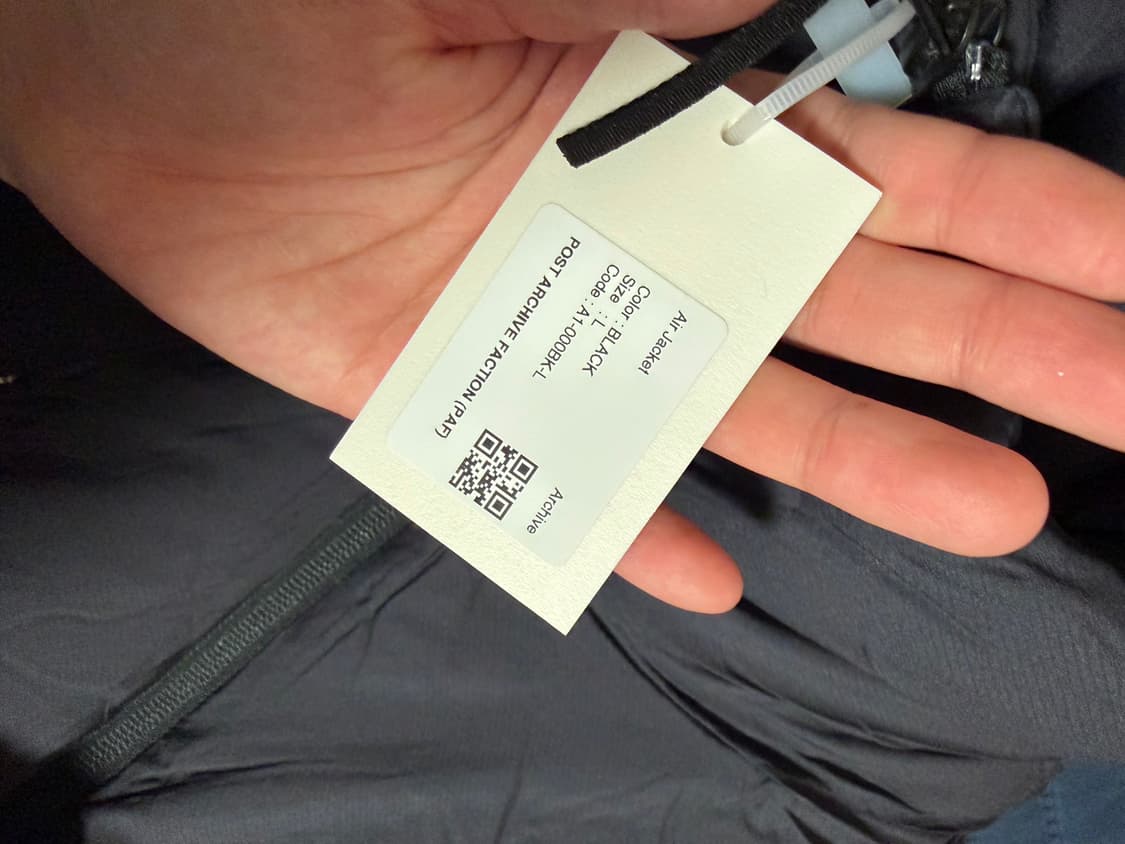 Air Jacket
Archive
Color : BLACK
Size : L
Code : A1-000BK-L
POST ARCHIVE FACTION (PAF)